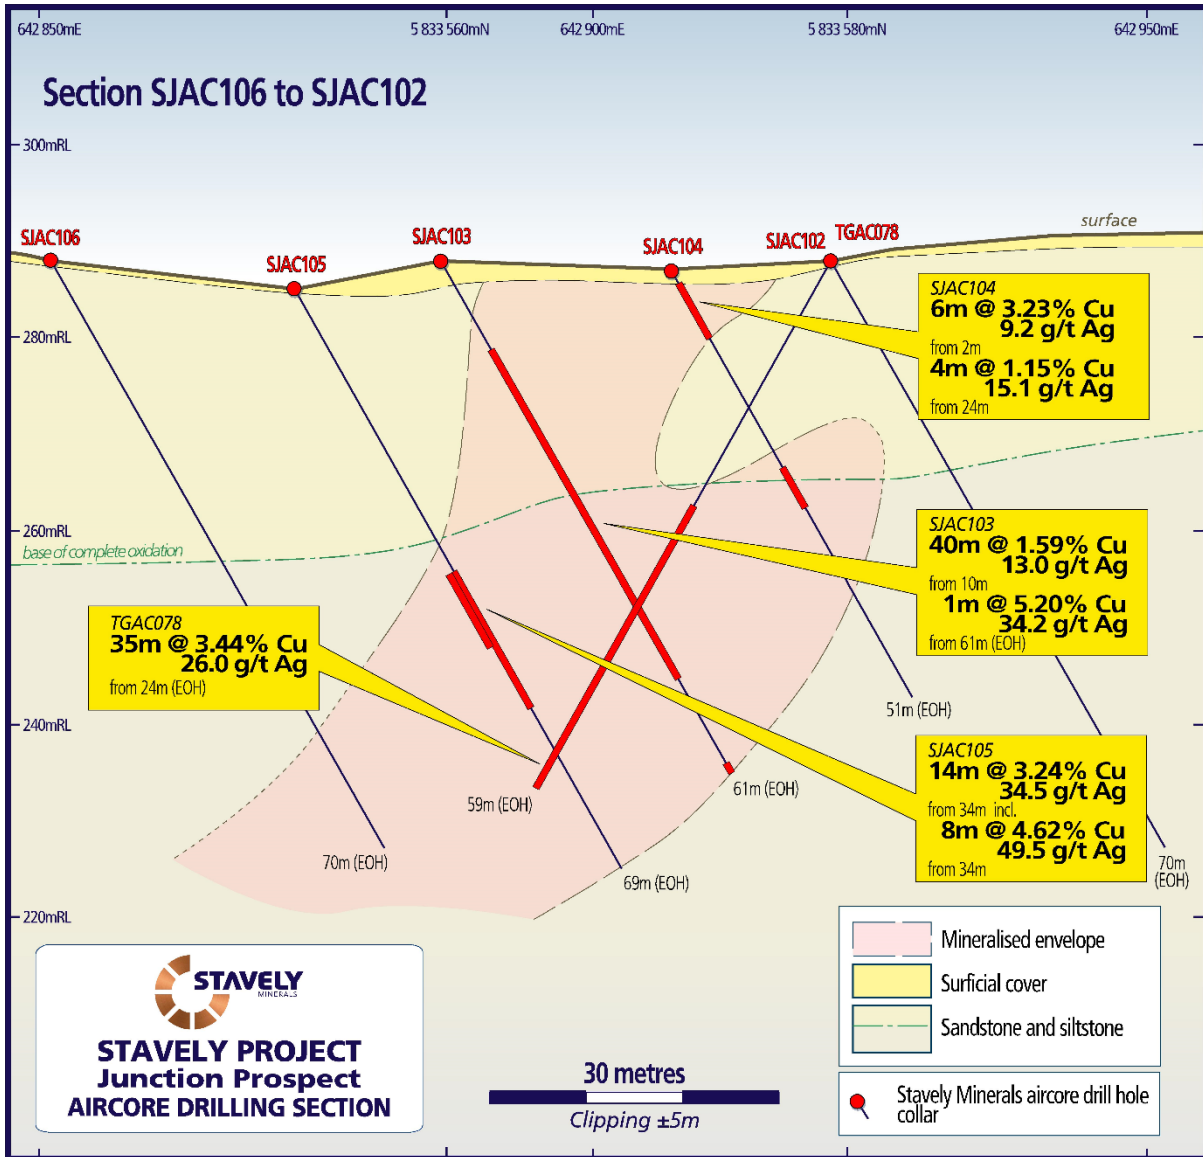 642 850mE
5 833 560mN
642 900mE
5 833 580mN
642 950mE
Section SJAC106 to SJAC102
300mRL
280mRL
260mRL
240mRL
220mRL
SJAC106
SJAC105
SJAC103
SJAC104
SJAC102
TGAC078
surface
SJAC104
6m @ 3.23% Cu
9.2 g/t Ag
from 2m
4m @ 1.15% Cu
15.1 g/t Ag
from 24m
base of complete oxidation
SJAC103
40m @ 1.59% Cu
13.0 g/t Ag
from 10m
1m @ 5.20% Cu
34.2 g/t Ag
from 61m (EOH)
TGAC078
35m @ 3.44% Cu
26.0 g/t Ag
from 24m (EOH)
SJAC105
14m @ 3.24% Cu
34.5 g/t Ag
from 34m incl.
8m @ 4.62% Cu
49.5 g/t Ag
from 34m
51m (EOH)
59m (EOH)
61m (EOH)
70m (EOH)
69m (EOH)
70m
(EOH)
Mineralised envelope
Surficial cover
Sandstone and siltstone
Stavely Minerals aircore drill hole
collar
STAVELY
MINERALS
STAVELY PROJECT
Junction Prospect
AIRCORE DRILLING SECTION
30 metres
Clipping ±5m